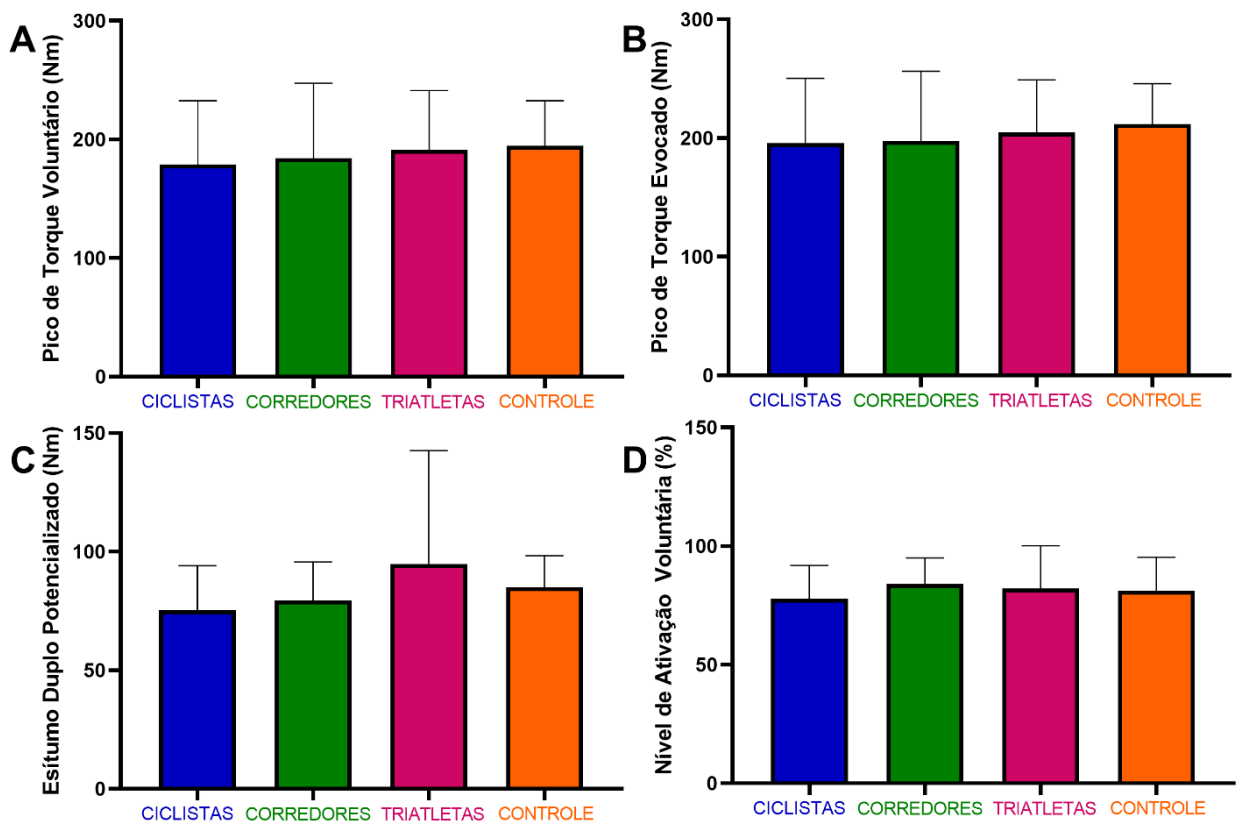 A
Pico de Torque Voluntário (Nm)
300
200
100
0
CICLISTAS CORREDORES TRIATLETAS CONTROLE
B
Pico de Torque Evocado (Nm)
300
200
100
0
CICLISTAS CORREDORES TRIATLETAS CONTROLE
C
Esítumo Duplo Potencializado (Nm)
150
100
50
0
CICLISTAS CORREDORES TRIATLETAS CONTROLE
D
Nível de Ativação Voluntária (%)
150
100
50
0
CICLISTAS CORREDORES TRIATLETAS CONTROLE